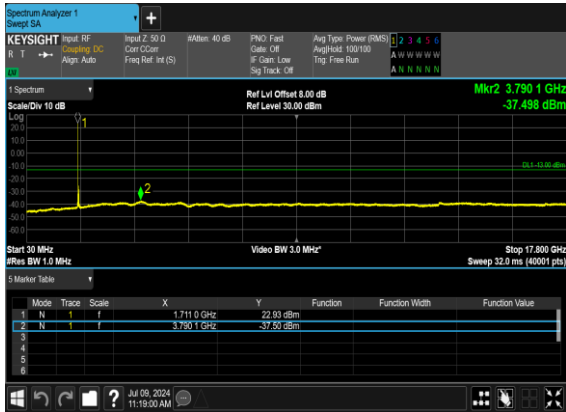 Spectrum Analyzer 1
Swept SA
KEYSIGHT Input: RF Input Z: 50 Ω #Atten: 40 dB PNO: Fast Avg Type: Power (RMS) 1 2 3 4 5 6
R T Coupling: DC Corr CCorr Gate: Off Avg|Hold: 100/100 A W W W W W
Align: Auto Freq Ref: Int (S) IF Gain: Low Trig: Free Run
Sig Track: Off A N N N N N
LXI
1 Spectrum Ref Lvl Offset 8.00 dB Mkr2 3.790 1 GHz
Scale/Div 10 dB Ref Level 30.00 dBm -37.498 dBm
Log
1
20.0
10.0
0.00
-10.0
DL1 -13.00 dBm
-20.0
-30.0
2
-40.0
-50.0
-60.0
Start 30 MHz Video BW 3.0 MHz* Stop 17.800 GHz
#Res BW 1.0 MHz Sweep 32.0 ms (40001 pts)
5 Marker Table
Mode Trace Scale X Y Function Function Width Function Value
1 N 1 f 1.711 0 GHz 22.93 dBm
2 N 1 f 3.790 1 GHz -37.50 dBm
3
4
5
6
? Jul 09, 2024
11:19:00 AM